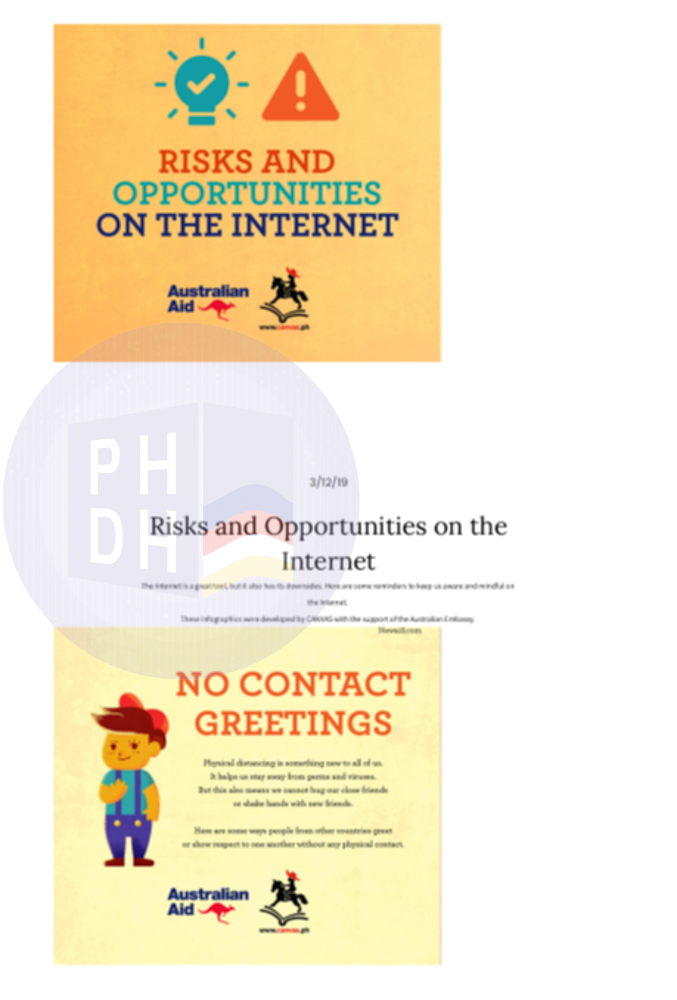 RISKS AND
OPPORTUNITIES
ON THE INTERNET
Australian
Aid
www.canvas.ph
PH
DH
3/12/19
Risks and Opportunities on the
Internet
The Internet is a great tool, but it also has its downsides. Here are some reminders to keep us aware and mindful on
the Internet.
These infographics were developed by CANVAS with the support of the Australian Embassy.
NO CONTACT
GREETINGS
Physical distancing is something new to all of us.
It helps us stay away from germs and viruses.
But this also means we cannot hug our close friends
or shake hands with new friends.
Here are some ways people from other countries greet
or show respect to one another without any physical contact.
Australian
Aid
www.canvas.ph